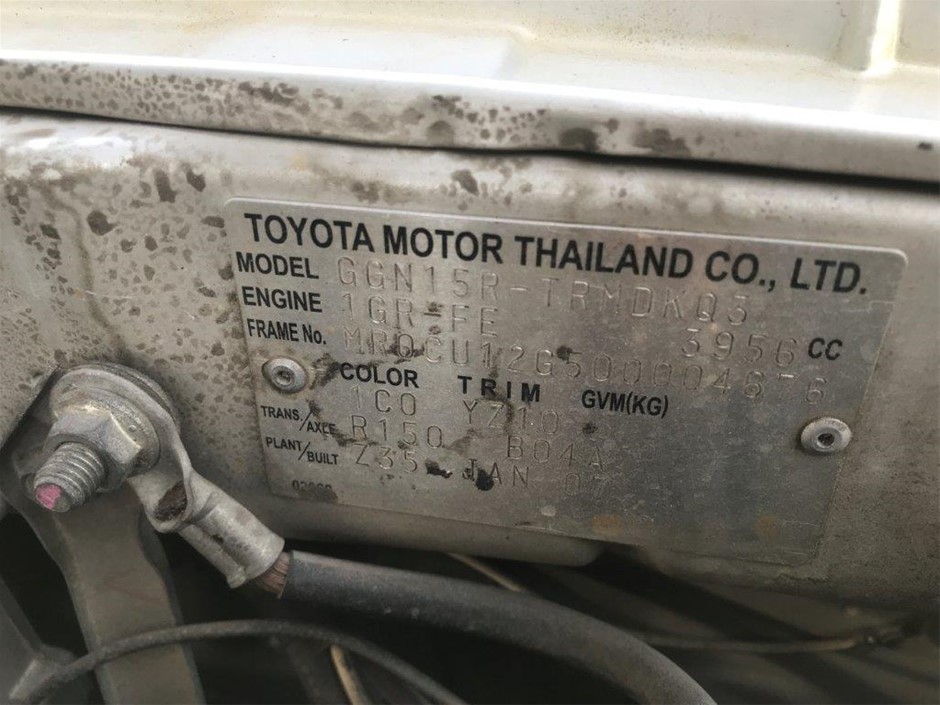 TOYOTA MOTOR THAILAND CO., LTD.
MODEL GGN15R-TRMDKQ3
ENGINE 1GR-FE 3956 CC
FRAME No. MR0CU12G500004676
COLOR TRIM GVM(KG)
1C0 YZ10
TRANS./AXLE R150 B04A
PLANT/BUILT Z35 JAN 07